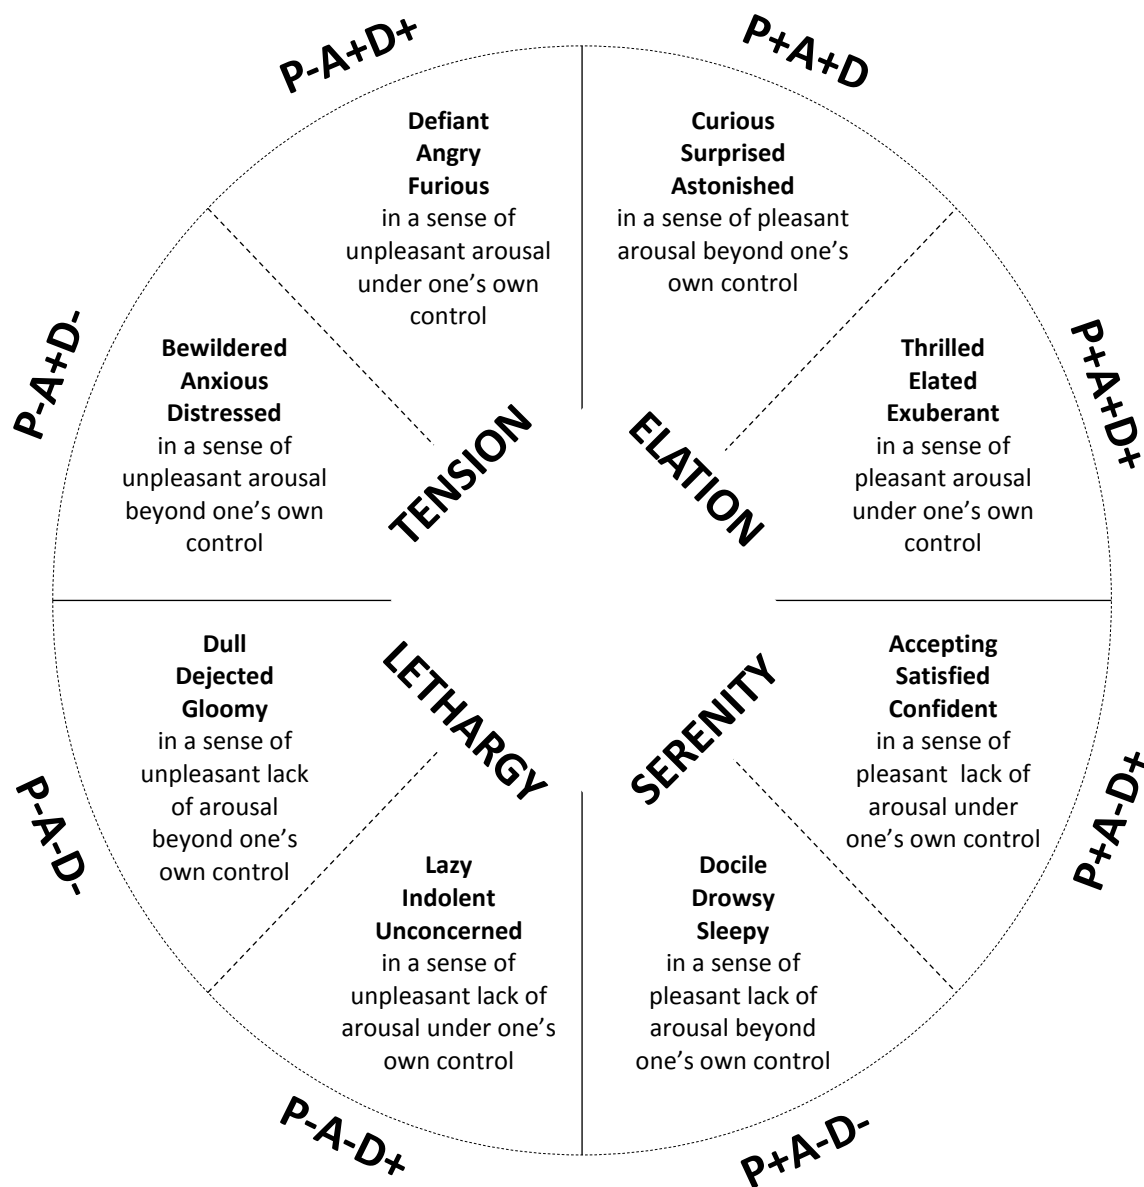 P-A+D+
Defiant
Angry
Furious
in a sense of
unpleasant arousal
under one's own
control
P+A+D
Curious
Surprised
Astonished
in a sense of pleasant
arousal beyond one's
own control
P-A+D-
Bewildered
Anxious
Distressed
in a sense of
unpleasant arousal
beyond one's own
control
P+A+D+
Thrilled
Elated
Exuberant
in a sense of
pleasant arousal
under one's own
control
TENSION
ELATION
LETHARGY
SERENITY
P-A-D-
Dull
Dejected
Gloomy
in a sense of
unpleasant lack
of arousal
beyond one's
own control
P+A-D+
Accepting
Satisfied
Confident
in a sense of
pleasant  lack of
arousal under
one's own control
P-A-D+
Lazy
Indolent
Unconcerned
in a sense of
unpleasant lack of
arousal under one's
own control
P+A-D-
Docile
Drowsy
Sleepy
in a sense of
pleasant lack of
arousal beyond
one's own control